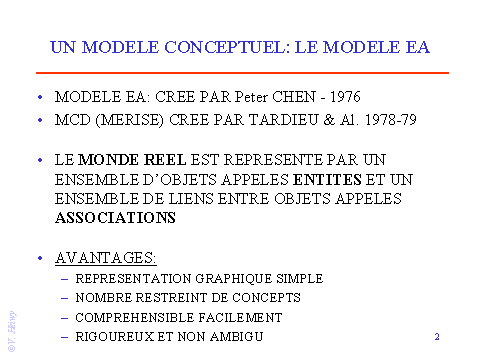 UN MODELE CONCEPTUEL: LE MODELE EA
• MODELE EA: CREE PAR Peter CHEN - 1976
• MCD (MERISE) CREE PAR TARDIEU & Al. 1978-79
• LE MONDE REEL EST REPRESENTE PAR UN
ENSEMBLE D'OBJETS APPELES ENTITES ET UN
ENSEMBLE DE LIENS ENTRE OBJETS APPELES
ASSOCIATIONS
• AVANTAGES:
– REPRESENTATION GRAPHIQUE SIMPLE
– NOMBRE RESTREINT DE CONCEPTS
– COMPREHENSIBLE FACILEMENT
– RIGOUREUX ET NON AMBIGU
2